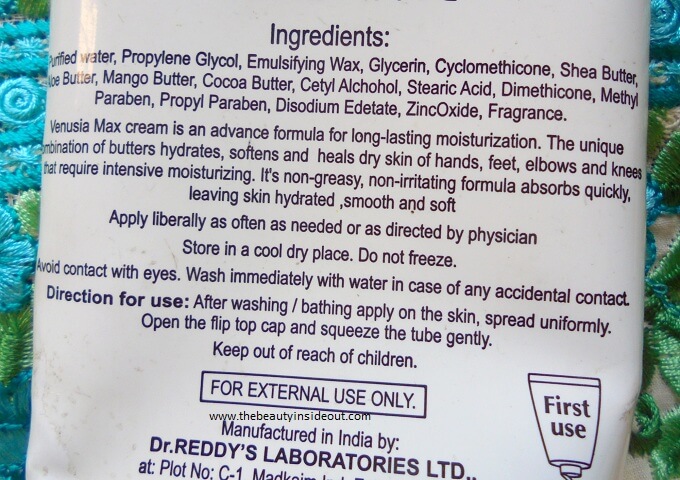 Ingredients:
Purified water, Propylene Glycol, Emulsifying Wax, Glycerin, Cyclomethicone, Shea Butter,
Aloe Butter, Mango Butter, Cocoa Butter, Cetyl Alchohol, Stearic Acid, Dimethicone, Methyl
Paraben, Propyl Paraben, Disodium Edetate, ZincOxide, Fragrance.
Venusia Max cream is an advance formula for long-lasting moisturization. The unique
combination of butters hydrates, softens and heals dry skin of hands, feet, elbows and knees
that require intensive moisturizing. It's non-greasy, non-irritating formula absorbs quickly,
leaving skin hydrated ,smooth and soft
Apply liberally as often as needed or as directed by physician
Store in a cool dry place. Do not freeze.
Avoid contact with eyes. Wash immediately with water in case of any accidental contact.
Direction for use: After washing / bathing apply on the skin, spread uniformly.
Open the flip top cap and squeeze the tube gently.
Keep out of reach of children.
FOR EXTERNAL USE ONLY.
www.thebeautyinsideout.com
First
use
Manufactured in India by:
Dr.REDDY'S LABORATORIES LTD.,
at: Plot No: C-1, Madkaim Ind.